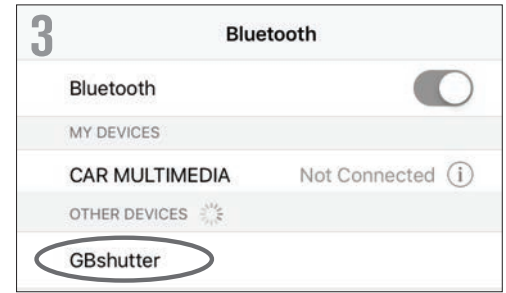 3
Bluetooth
Bluetooth
MY DEVICES
CAR MULTIMEDIA Not Connected i
OTHER DEVICES
GBshutter